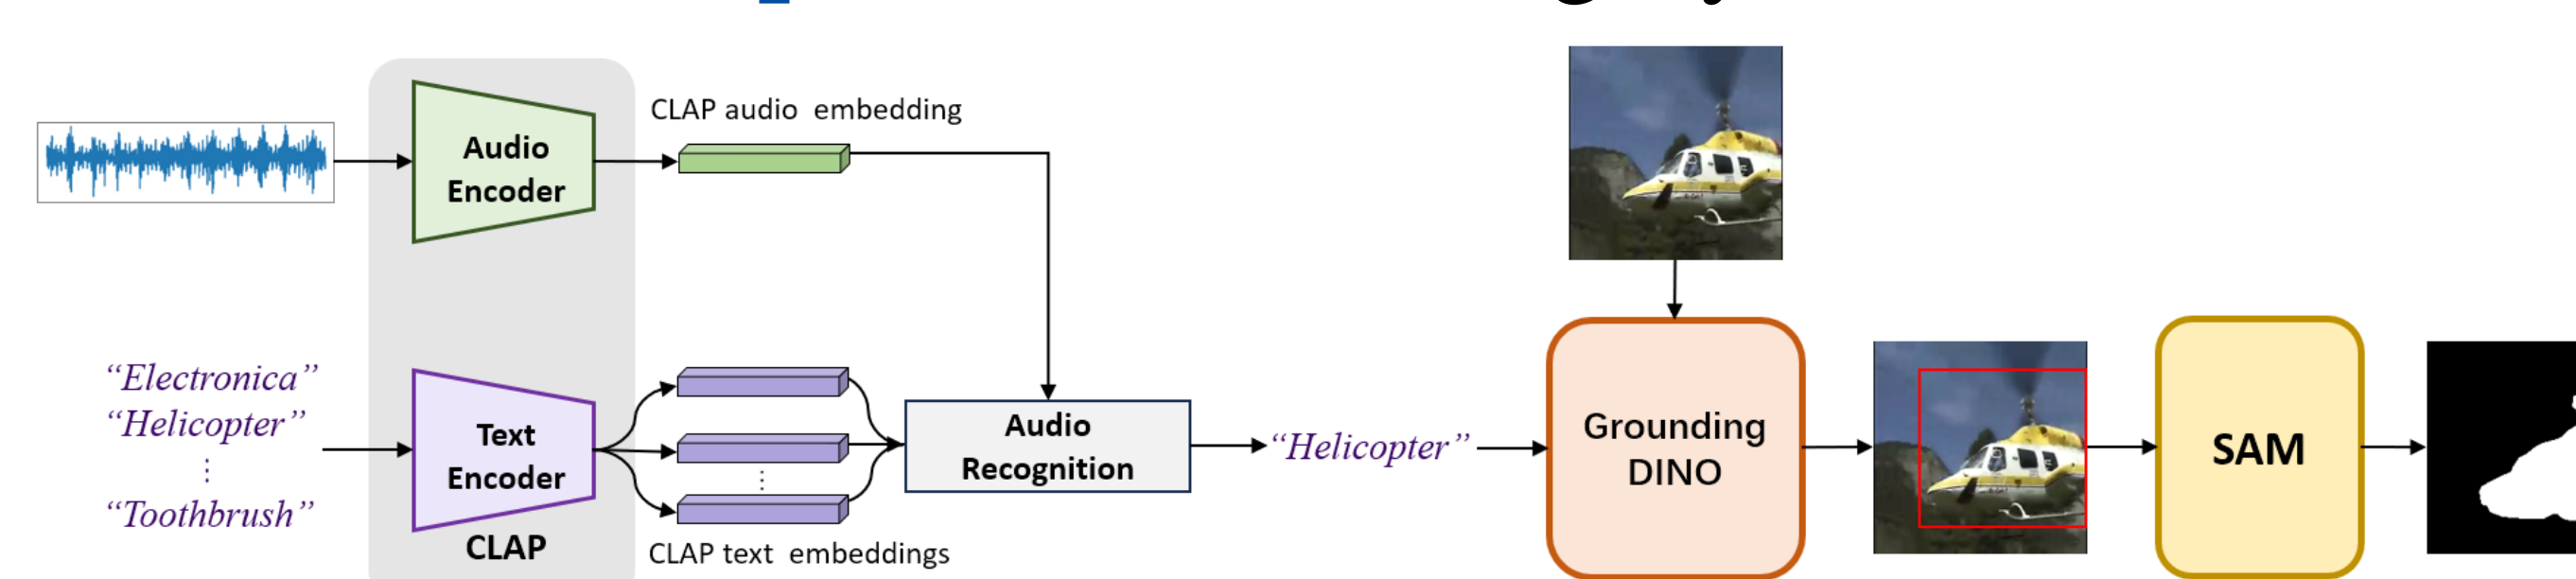 CLAP audio embedding
Audio
Encoder
“Electronica”
“Helicopter”
“Toothbrush”
Text
Encoder
CLAP
CLAP text embeddings
Audio
Recognition
“Helicopter”
Grounding
DINO
SAM